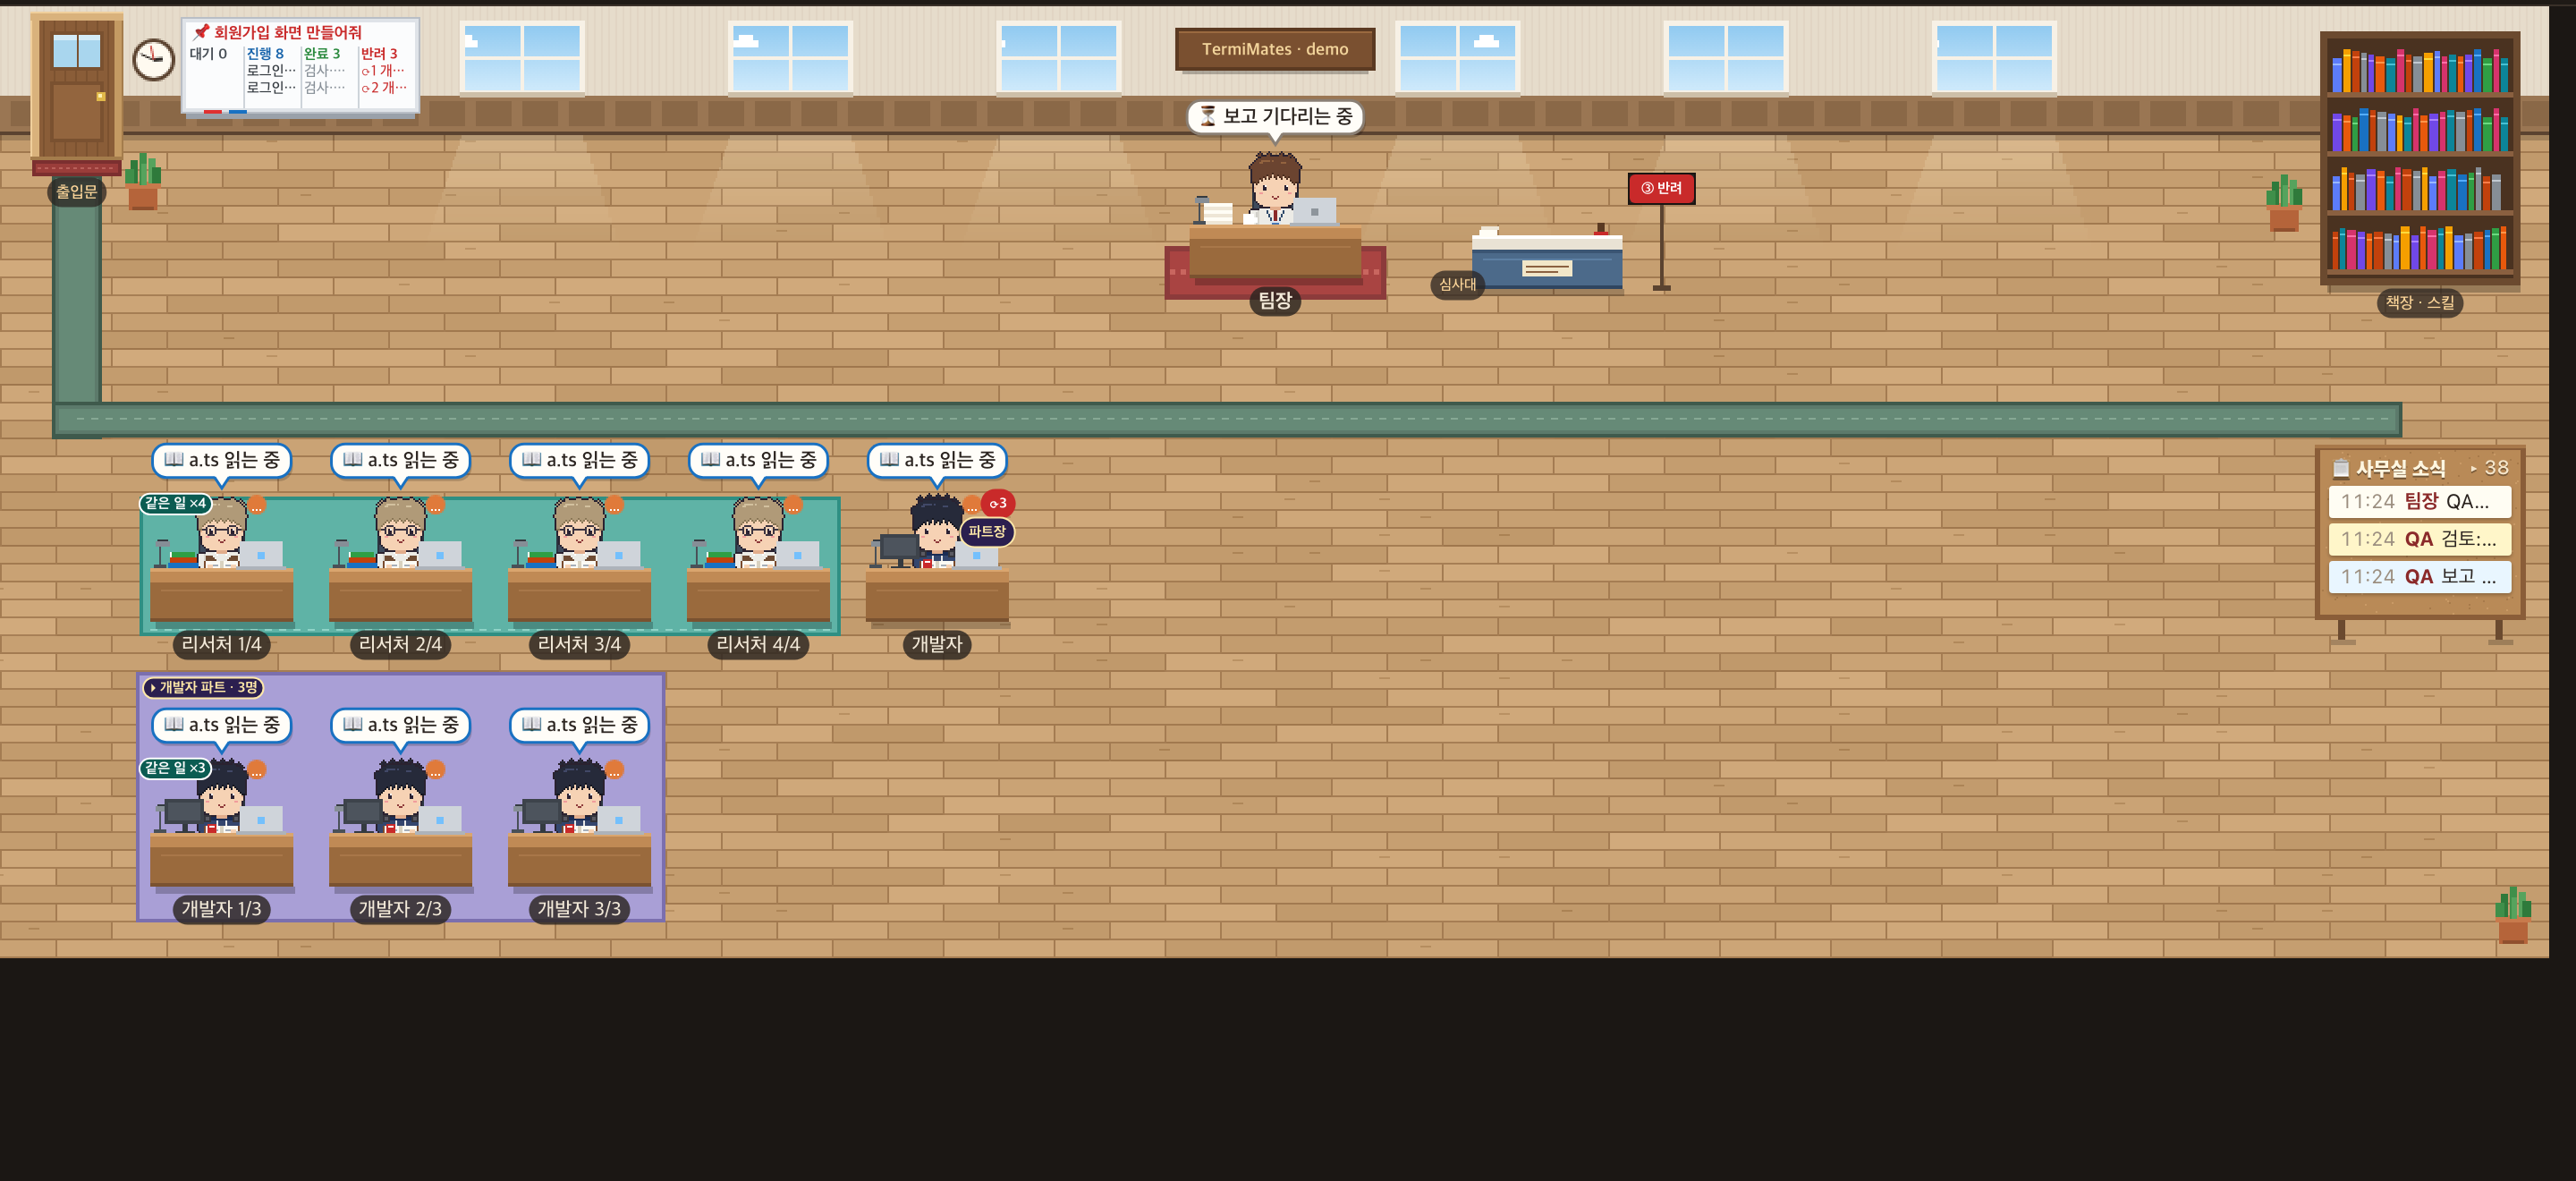 📌 회원가입 화면 만들어줘
대기 0 진행 8 완료 3 반려 3
로그인… 검사…· ⟳1 개…
로그인… 검사…· ⟳2 개…
TermiMates · demo
⏳ 보고 기다리는 중
출입문
③ 반려
심사대
팀장
책장 · 스킬
📖 a.ts 읽는 중
📖 a.ts 읽는 중
📖 a.ts 읽는 중
📖 a.ts 읽는 중
📖 a.ts 읽는 중
같은 일 ×4
...
...
...
...
...
⟳3
파트장
리서처 1/4
리서처 2/4
리서처 3/4
리서처 4/4
개발자
사무실 소식 ▸ 38
11:24 팀장 QA...
11:24 QA 검토:...
11:24 QA 보고 ...
▸ 개발자 파트 · 3명
📖 a.ts 읽는 중
📖 a.ts 읽는 중
📖 a.ts 읽는 중
같은 일 ×3
...
...
...
개발자 1/3
개발자 2/3
개발자 3/3